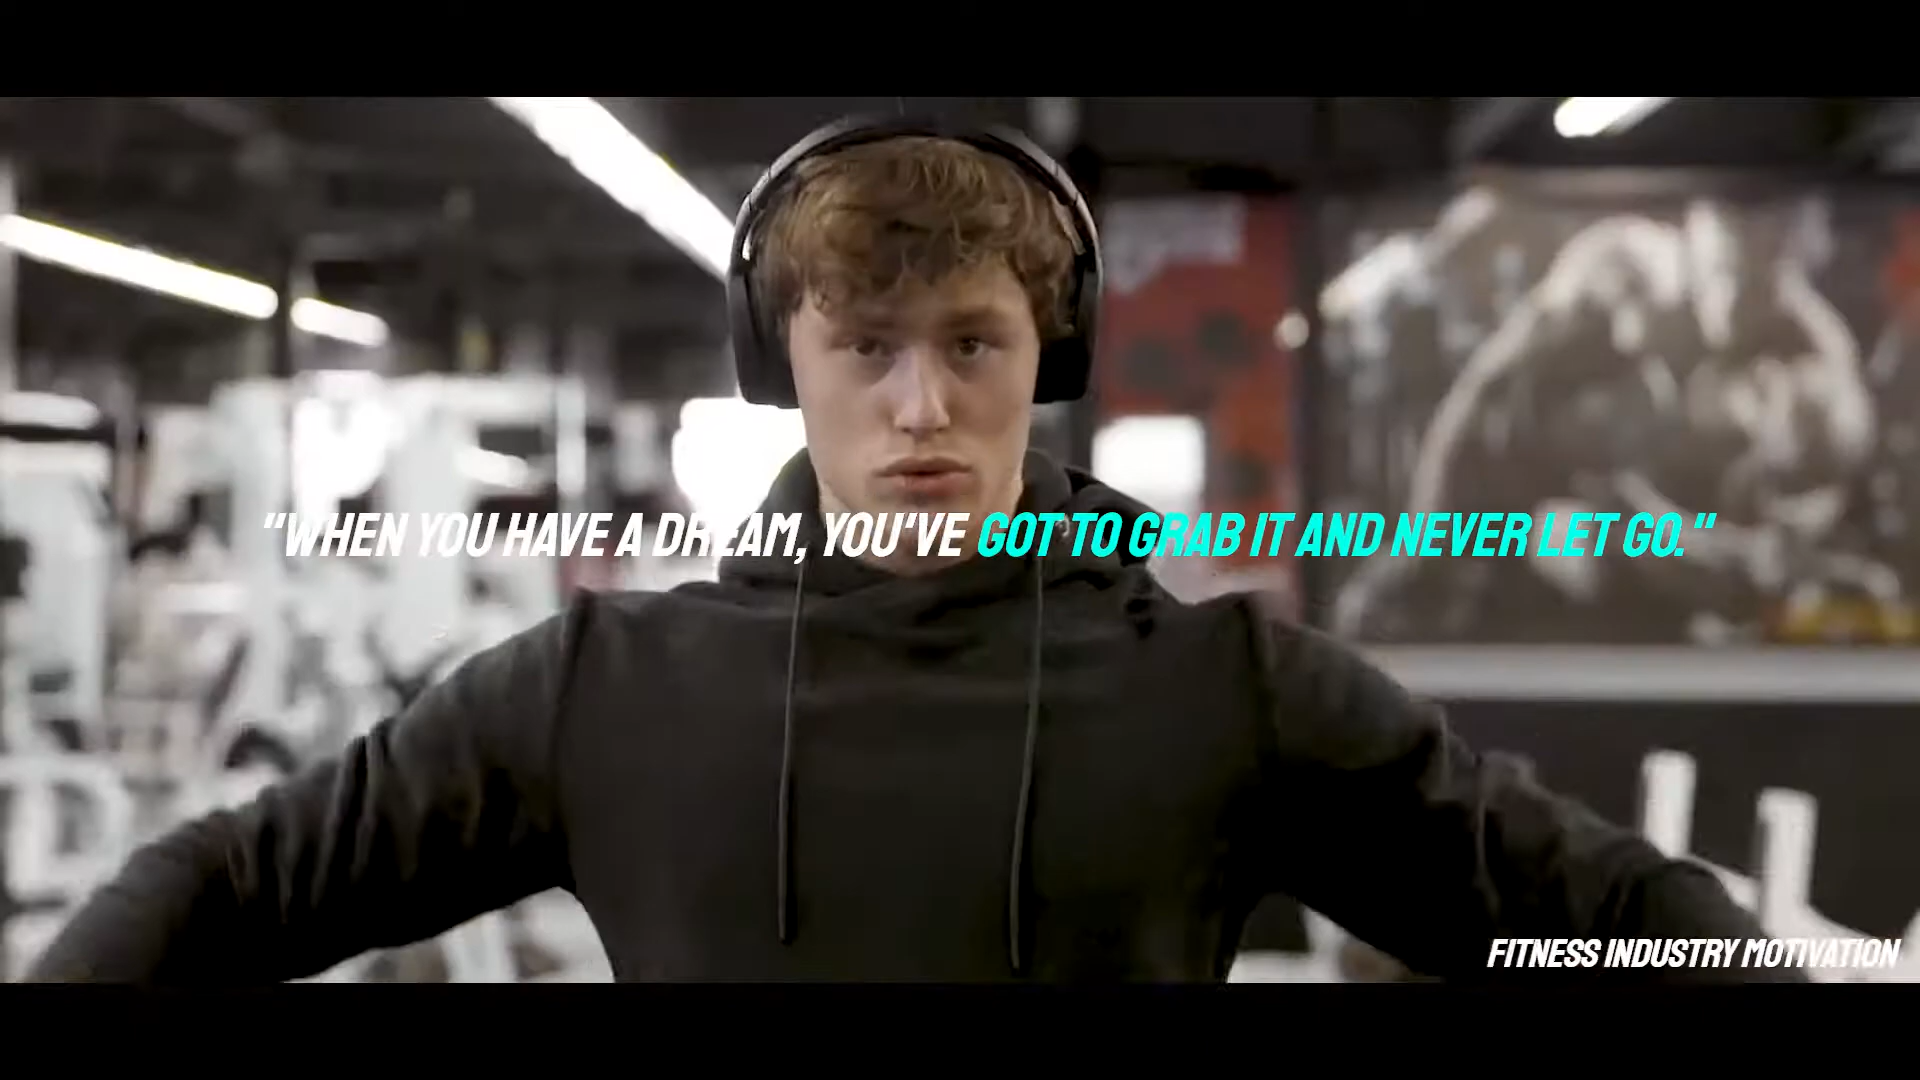 "WHEN YOU HAVE A DREAM, YOU'VE GOT TO GRAB IT AND NEVER LET GO."
FITNESS INDUSTRY MOTIVATION